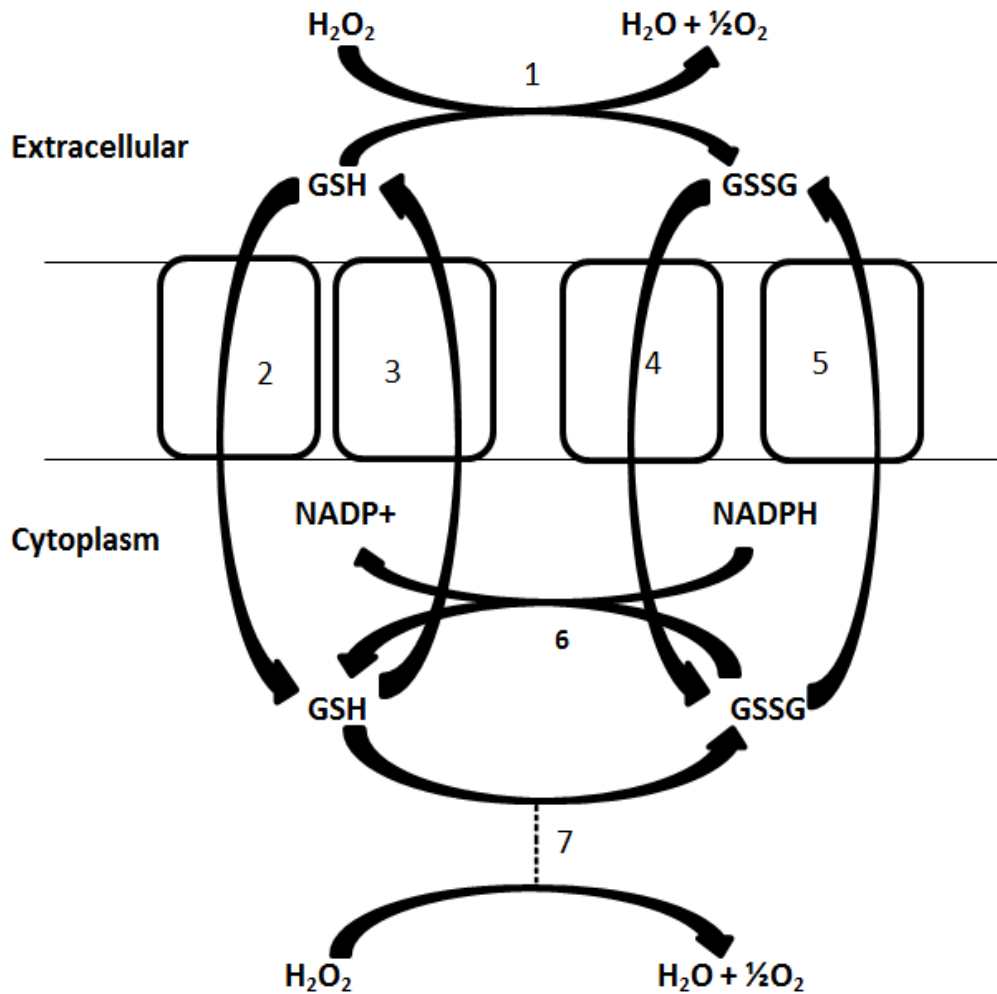 H₂O₂ H₂O + ½O₂
1
Extracellular
GSH GSSG
2 3 4 5
NADP+ NADPH
Cytoplasm
6
GSH GSSG
7
H₂O₂ H₂O + ½O₂